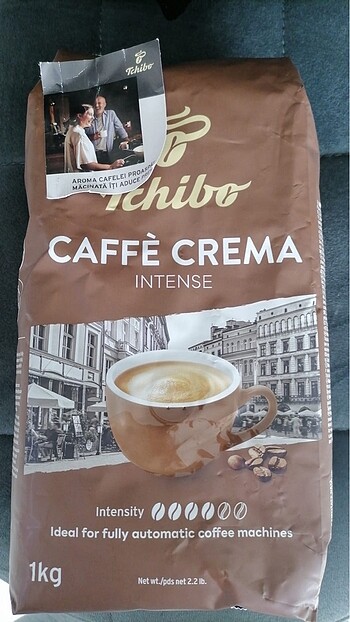 Tchibo
AROMA CAFELEI PROASPĂT
MĂCINATĂ ÎȚI ADUCE
Tchibo
CAFFÈ CREMA
INTENSE
Intensity
Ideal for fully automatic coffee machines
1kg
Net wt./pds net 2.2 lb.